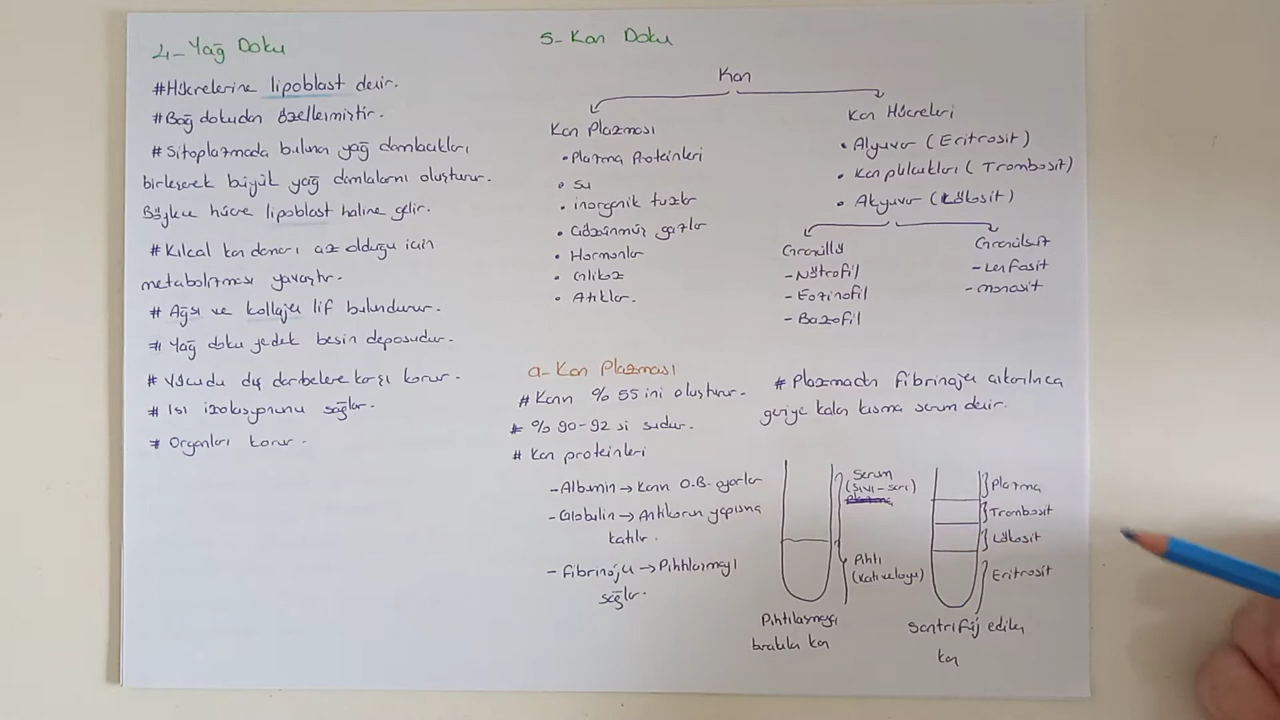 4- Yağ Doku
#Hücrelerine lipoblast denir.
#Bağ dokudan özelleşmiştir.
#Sitoplazmada bulunan yağ damlacıkları
birleşerek büyük yağ damlalarını oluşturur.
Böylece hücre lipoblast haline gelir.
#Kılcal kan damarı az olduğu için
metabolizması yavaştır.
# Ağsı ve kollajen lif bulundurur.
# Yağ doku yedek besin deposudur.
# Vücudu dış darbelere karşı korur.
# Isı izolasyonunu sağlar.
# Organları korur.
5- Kan Doku
Kan
Kan Plazması
• Plazma Proteinleri
• Su
• inorganik tuzlar
• Çözünmüş gazlar
• Hormonlar
• Glikoz
• Atıklar.
Kan Hücreleri
• Alyuvar (Eritrosit)
• Kan pulcukları (Trombosit)
• Akyuvar (Lökosit)
Granüllü
- Nötrofil
- Eozinofil
- Bazofil
Granülsüz
- Lenfosit
- monosit
a- Kan Plazması
# Kanın % 55 ini oluşturur.
# % 90-92 si sudur.
# Kan proteinleri
- Albümin → Kanın O.B. ayarlar
- Globülin → Antikorun yapısına
katılır.
- Fibrinojen → Pıhtılaşmayı
sağlar.
# Plazmadan fibrinojen çıkarılınca
geriye kalan kısma serum denir.
Serum
(Sıvı-sarı)
Pıhtı
(Katı ve koyu)
Pıhtılaşmaya
bırakılan kan
Plazma
Trombosit
Lökosit
Eritrosit
Santrifüj edilen
kan